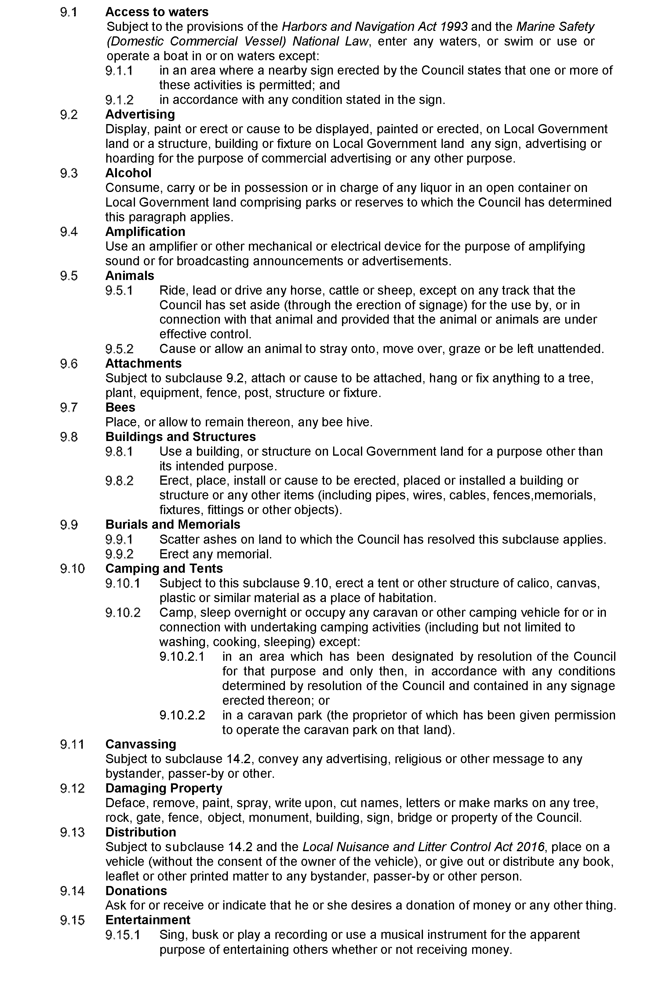 9.1 Access to waters
Subject to the provisions of the Harbors and Navigation Act 1993 and the Marine Safety
(Domestic Commercial Vessel) National Law, enter any waters, or swim or use or
operate a boat in or on waters except:
9.1.1 in an area where a nearby sign erected by the Council states that one or more of
these activities is permitted; and
9.1.2 in accordance with any condition stated in the sign.
9.2 Advertising
Display, paint or erect or cause to be displayed, painted or erected, on Local Government
land or a structure, building or fixture on Local Government land any sign, advertising or
hoarding for the purpose of commercial advertising or any other purpose.
9.3 Alcohol
Consume, carry or be in possession or in charge of any liquor in an open container on
Local Government land comprising parks or reserves to which the Council has determined
this paragraph applies.
9.4 Amplification
Use an amplifier or other mechanical or electrical device for the purpose of amplifying
sound or for broadcasting announcements or advertisements.
9.5 Animals
9.5.1 Ride, lead or drive any horse, cattle or sheep, except on any track that the
Council has set aside (through the erection of signage) for the use by, or in
connection with that animal and provided that the animal or animals are under
effective control.
9.5.2 Cause or allow an animal to stray onto, move over, graze or be left unattended.
9.6 Attachments
Subject to subclause 9.2, attach or cause to be attached, hang or fix anything to a tree,
plant, equipment, fence, post, structure or fixture.
9.7 Bees
Place, or allow to remain thereon, any bee hive.
9.8 Buildings and Structures
9.8.1 Use a building, or structure on Local Government land for a purpose other than
its intended purpose.
9.8.2 Erect, place, install or cause to be erected, placed or installed a building or
structure or any other items (including pipes, wires, cables, fences,memorials,
fixtures, fittings or other objects).
9.9 Burials and Memorials
9.9.1 Scatter ashes on land to which the Council has resolved this subclause applies.
9.9.2 Erect any memorial.
9.10 Camping and Tents
9.10.1 Subject to this subclause 9.10, erect a tent or other structure of calico, canvas,
plastic or similar material as a place of habitation.
9.10.2 Camp, sleep overnight or occupy any caravan or other camping vehicle for or in
connection with undertaking camping activities (including but not limited to
washing, cooking, sleeping) except:
9.10.2.1 in an area which has been designated by resolution of the Council
for that purpose and only then, in accordance with any conditions
determined by resolution of the Council and contained in any signage
erected thereon; or
9.10.2.2 in a caravan park (the proprietor of which has been given permission
to operate the caravan park on that land).
9.11 Canvassing
Subject to subclause 14.2, convey any advertising, religious or other message to any
bystander, passer-by or other.
9.12 Damaging Property
Deface, remove, paint, spray, write upon, cut names, letters or make marks on any tree,
rock, gate, fence, object, monument, building, sign, bridge or property of the Council.
9.13 Distribution
Subject to subclause 14.2 and the Local Nuisance and Litter Control Act 2016, place on a
vehicle (without the consent of the owner of the vehicle), or give out or distribute any book,
leaflet or other printed matter to any bystander, passer-by or other person.
9.14 Donations
Ask for or receive or indicate that he or she desires a donation of money or any other thing.
9.15 Entertainment
9.15.1 Sing, busk or play a recording or use a musical instrument for the apparent
purpose of entertaining others whether or not receiving money.